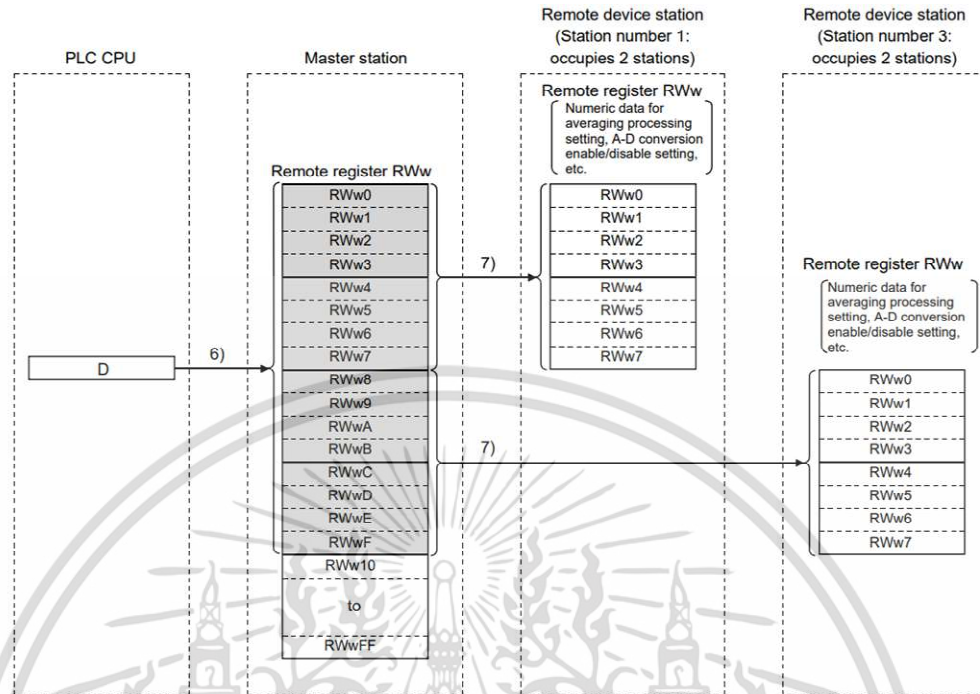 PLC CPU
Master station
Remote device station
(Station number 1:
occupies 2 stations)
Remote device station
(Station number 3:
occupies 2 stations)
D
6)
Remote register RWw
RWw0
RWw1
RWw2
RWw3
RWw4
RWw5
RWw6
RWw7
RWw8
RWw9
RWwA
RWwB
RWwC
RWwD
RWwE
RWwF
RWw10
to
RWwFF
7)
7)
Remote register RWw
Numeric data for
averaging processing
setting, A-D conversion
enable/disable setting,
etc.
RWw0
RWw1
RWw2
RWw3
RWw4
RWw5
RWw6
RWw7
Remote register RWw
Numeric data for
averaging processing
setting, A-D conversion
enable/disable setting,
etc.
RWw0
RWw1
RWw2
RWw3
RWw4
RWw5
RWw6
RWw7